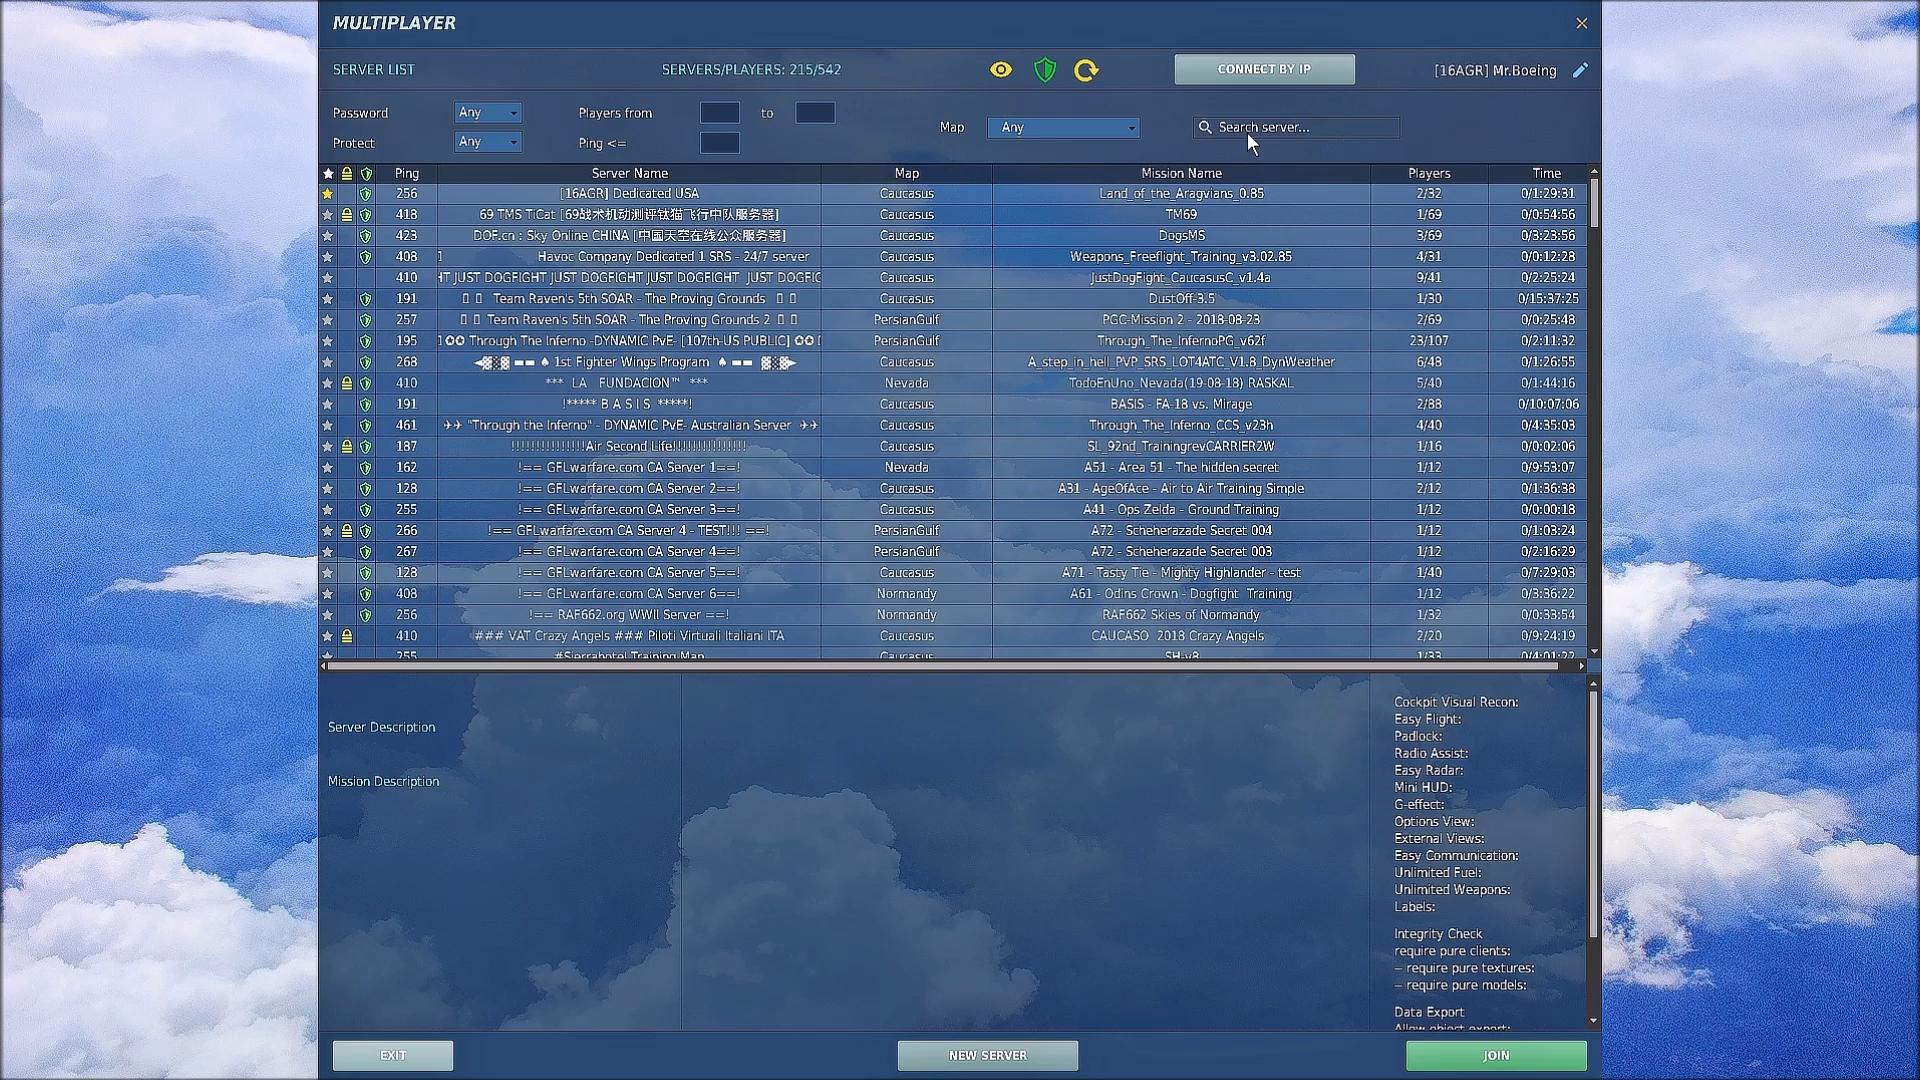 MULTIPLAYER
SERVER LIST SERVERS/PLAYERS: 215/542 CONNECT BY IP [16AGR] Mr.Boeing
Password Any Players from to
Map Any Search server...
Protect Any Ping <=
Ping Server Name Map Mission Name Players Time
256 [16AGR] Dedicated USA Caucasus Land_of_the_Aragvians_0.85 2/32 0/1:29:31
418 69 TMS TiCat [69战术机动测评钛猫飞行中队服务器] Caucasus TM69 1/69 0/0:54:56
423 DOF.cn : Sky Online CHINA [中国天空在线公众服务器] Caucasus DogsMS 3/69 0/3:23:56
408 ] Havoc Company Dedicated 1 SRS - 24/7 server Caucasus Weapons_Freeflight_Training_v3.02.85 4/31 0/0:12:28
410 HT JUST DOGFIGHT JUST DOGFIGHT JUST DOGFIGHT JUST DOGFIG Caucasus JustDogFight_CaucasusC_v1.4a 9/41 0/2:25:24
191 Team Raven's 5th SOAR - The Proving Grounds Caucasus DustOff-3.5 1/30 0/15:37:25
257 Team Raven's 5th SOAR - The Proving Grounds 2 PersianGulf PGC-Mission 2 - 2018-08-23 2/69 0/0:25:48
195 ]✪✪ Through The Inferno -DYNAMIC PvE- [107th-US PUBLIC] ✪✪ [ PersianGulf Through_The_InfernoPG_v62f 23/107 0/2:11:32
268 ◄▓▒▓ ▬▬ ♠ 1st Fighter Wings Program ♠ ▬▬ ▓▒▓► Caucasus A_step_in_hell_PVP_SRS_LOT4ATC_V1.8_DynWeather 6/48 0/1:26:55
410 *** LA FUNDACION™ *** Nevada TodoEnUno_Nevada(19-08-18) RASKAL 5/40 0/1:44:16
191 !***** B A S I S *****! Caucasus BASIS - FA-18 vs. Mirage 2/88 0/10:07:06
461 ✈✈ "Through the Inferno" - DYNAMIC PvE- Australian Server ✈✈ Caucasus Through_The_Inferno_CCS_v23h 4/40 0/4:35:03
187 !!!!!!!!!!!!!!!!Air Second Life!!!!!!!!!!!!!!!! Caucasus SL_92nd_TrainingrevCARRIER2W 1/16 0/0:02:06
162 !== GFLwarfare.com CA Server 1==! Nevada A51 - Area 51 - The hidden secret 1/12 0/9:53:07
128 !== GFLwarfare.com CA Server 2==! Caucasus A31 - AgeOfAce - Air to Air Training Simple 2/12 0/1:36:38
255 !== GFLwarfare.com CA Server 3==! Caucasus A41 - Ops Zelda - Ground Training 1/12 0/0:00:18
266 !== GFLwarfare.com CA Server 4 - TEST!!! ==! PersianGulf A72 - Scheherazade Secret 004 1/12 0/1:03:24
267 !== GFLwarfare.com CA Server 4==! PersianGulf A72 - Scheherazade Secret 003 1/12 0/2:16:29
128 !== GFLwarfare.com CA Server 5==! Caucasus A71 - Tasty Tie - Mighty Highlander - test 1/40 0/7:29:03
408 !== GFLwarfare.com CA Server 6==! Normandy A61 - Odins Crown - Dogfight Training 1/12 0/3:36:22
256 !== RAF662.org WWII Server ==! Normandy RAF662 Skies of Normandy 1/32 0/0:33:54
410 ### VAT Crazy Angels ### Piloti Virtuali Italiani ITA Caucasus CAUCASO 2018 Crazy Angels 2/20 0/9:24:19
255 #Sierrahotel Training Map Caucasus SH-v8 1/33 0/4:01:22
Server Description
Mission Description
Cockpit Visual Recon:
Easy Flight:
Padlock:
Radio Assist:
Easy Radar:
Mini HUD:
G-effect:
Options View:
External Views:
Easy Communication:
Unlimited Fuel:
Unlimited Weapons:
Labels:
Integrity Check
require pure clients:
– require pure textures:
– require pure models:
Data Export
Allow object export:
EXIT NEW SERVER JOIN